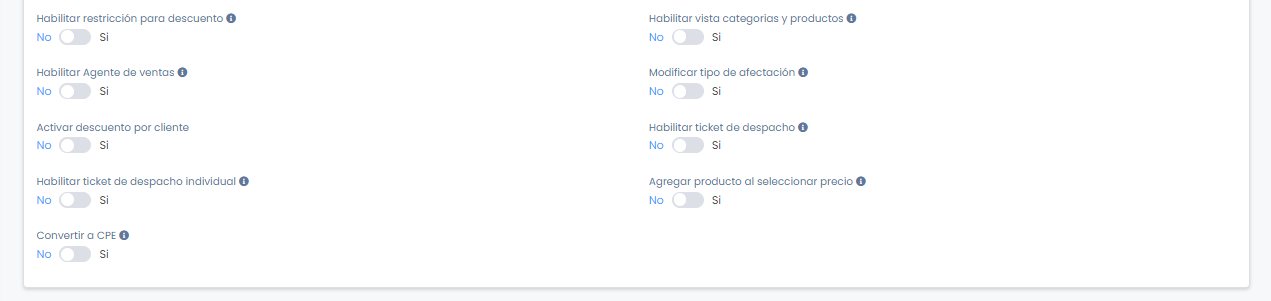 Habilitar restricción para descuento
Habilitar vista categorias y productos
No Si
No Si
Habilitar Agente de ventas
Modificar tipo de afectación
No Si
No Si
Activar descuento por cliente
Habilitar ticket de despacho
No Si
No Si
Habilitar ticket de despacho individual
Agregar producto al seleccionar precio
No Si
No Si
Convertir a CPE
No Si